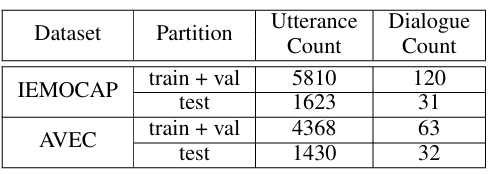 Dataset Partition Utterance Count Dialogue Count
IEMOCAP train + val 5810 120
test 1623 31
AVEC train + val 4368 63
test 1430 32